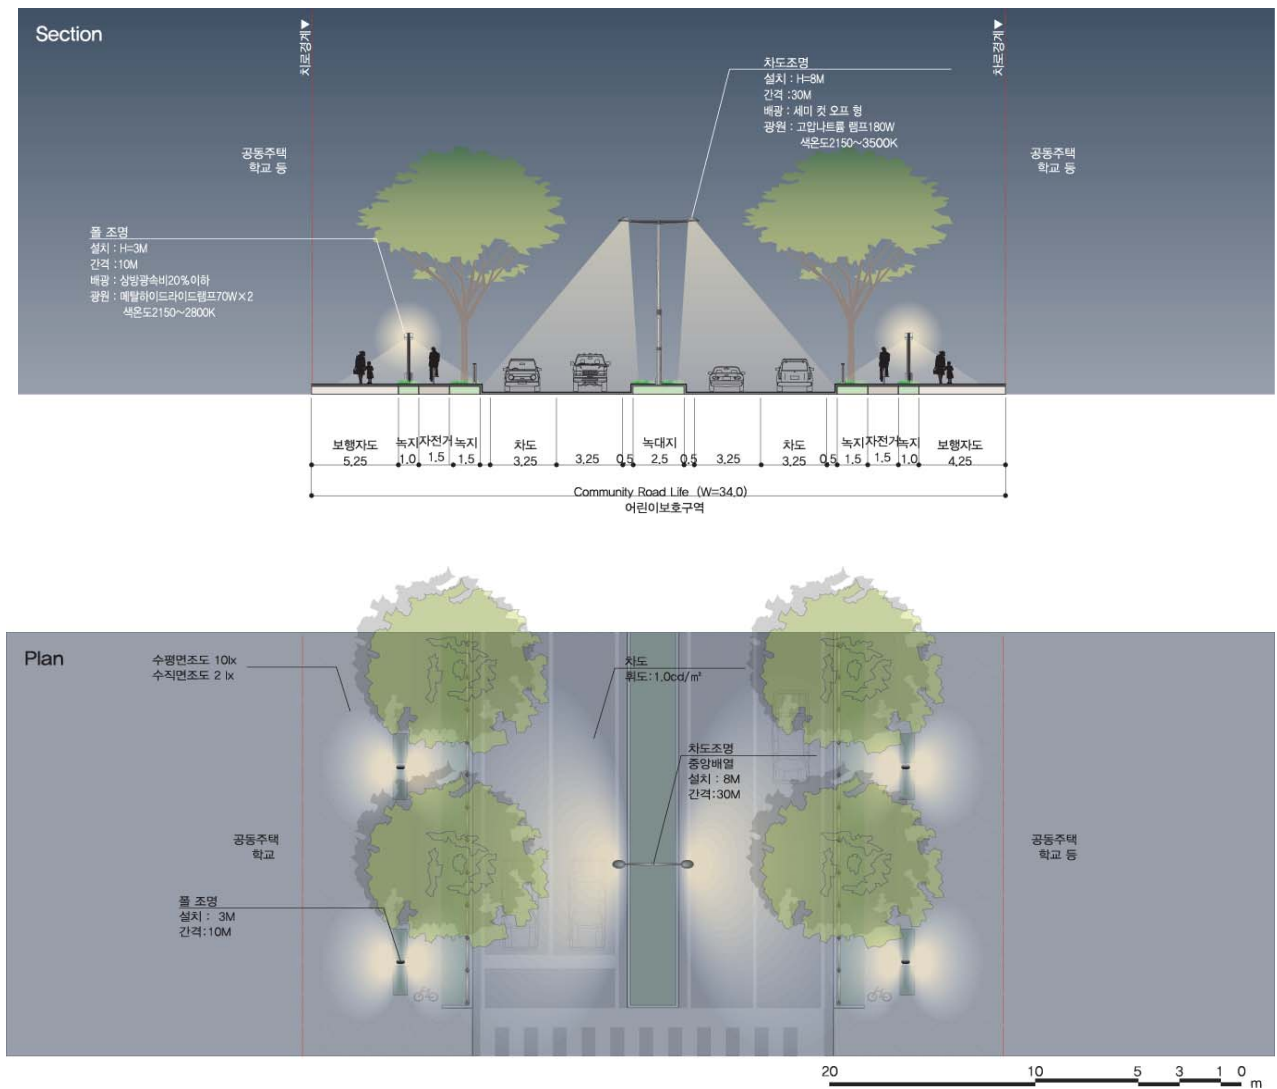 Section
차로경계▶
차로경계▶
차도조명
설치 : H=8M
간격 :30M
배광 : 세미 컷 오프 형
광원 : 고압나트륨 램프180W
색온도2150~3500K
공동주택
학교 등
공동주택
학교 등
폴 조명
설치 : H=3M
간격 :10M
배광 : 상방광속비20%이하
광원 : 메탈하이드라이드램프70W×2
색온도2150~2800K
보행자도 녹지 자전거 녹지 차도 녹대지 차도 녹지 자전거 녹지 보행자도
5.25 1.0 1.5 1.5 3.25 3.25 0.5 2.5 0.5 3.25 3.25 0.5 1.5 1.5 1.0 4.25
Community Road Life (W=34.0)
어린이보호구역
Plan
수평면조도 10lx
수직면조도 2 lx
차도
휘도:1.0cd/㎡
차도조명
중앙배열
설치 : 8M
간격:30M
공동주택
학교
공동주택
학교 등
폴 조명
설치 : 3M
간격:10M
20 10 5 3 1 0
m